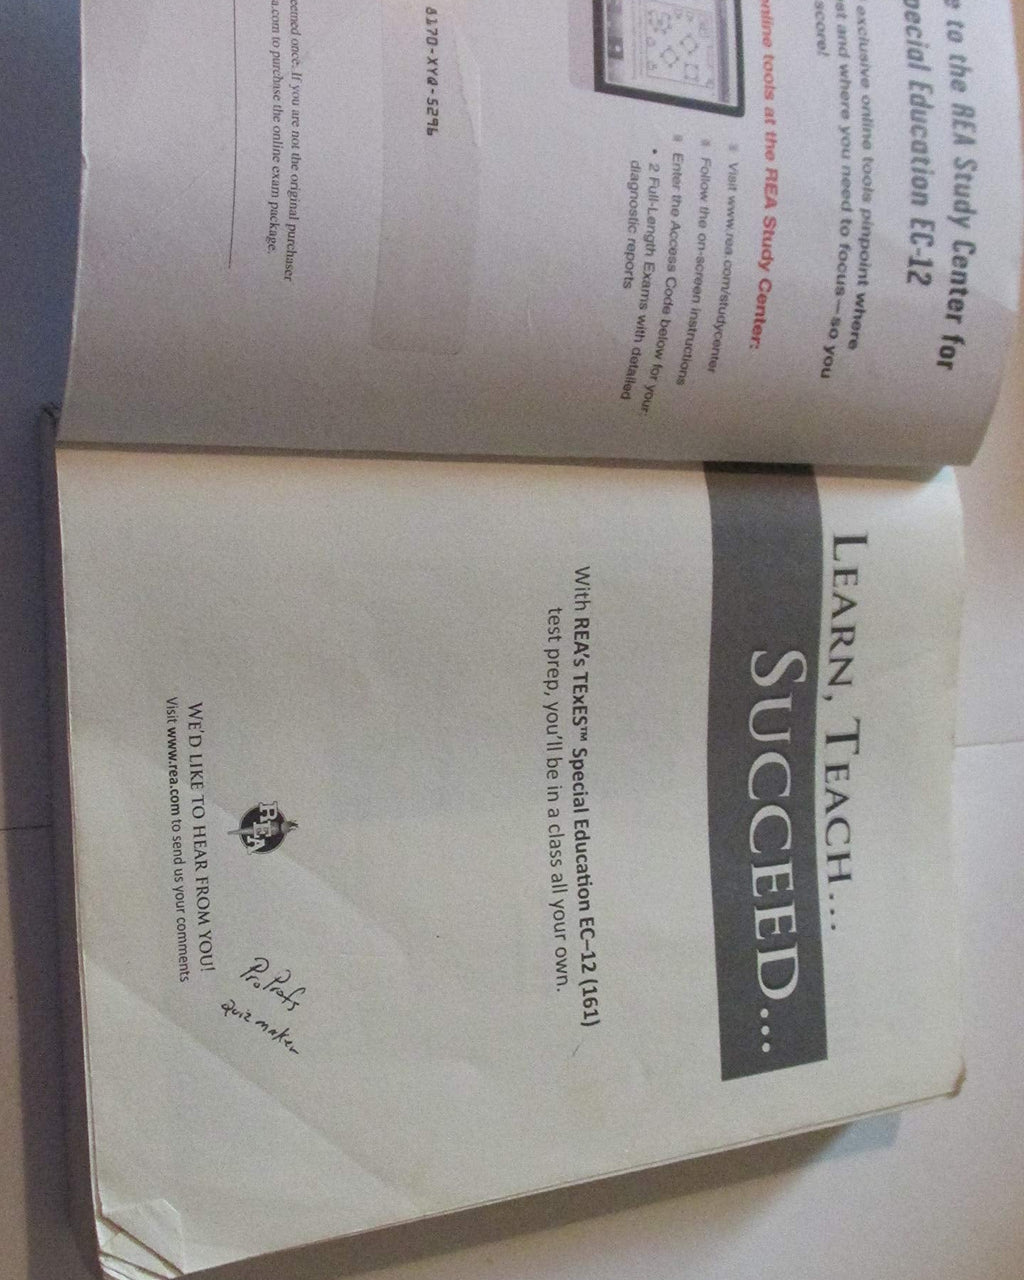 to the REA Study Center for
Special Education EC-12
exclusive online tools pinpoint where
and where you need to focus—so you
score!
online tools at the REA Study Center:
Visit www.rea.com/studycenter
Follow the on-screen instructions
Enter the Access Code below for your:
• 2 Full-Length Exams with detailed
diagnostic reports
8170-XYQ-5296
once. If you are not the original purchaser
to purchase the online exam package.
LEARN, TEACH...
SUCCEED...
With REA's TExES™ Special Education EC–12 (161)
test prep, you'll be in a class all your own.
REA
WE'D LIKE TO HEAR FROM YOU!
Visit www.rea.com to send us your comments
ProProfs
quiz maker